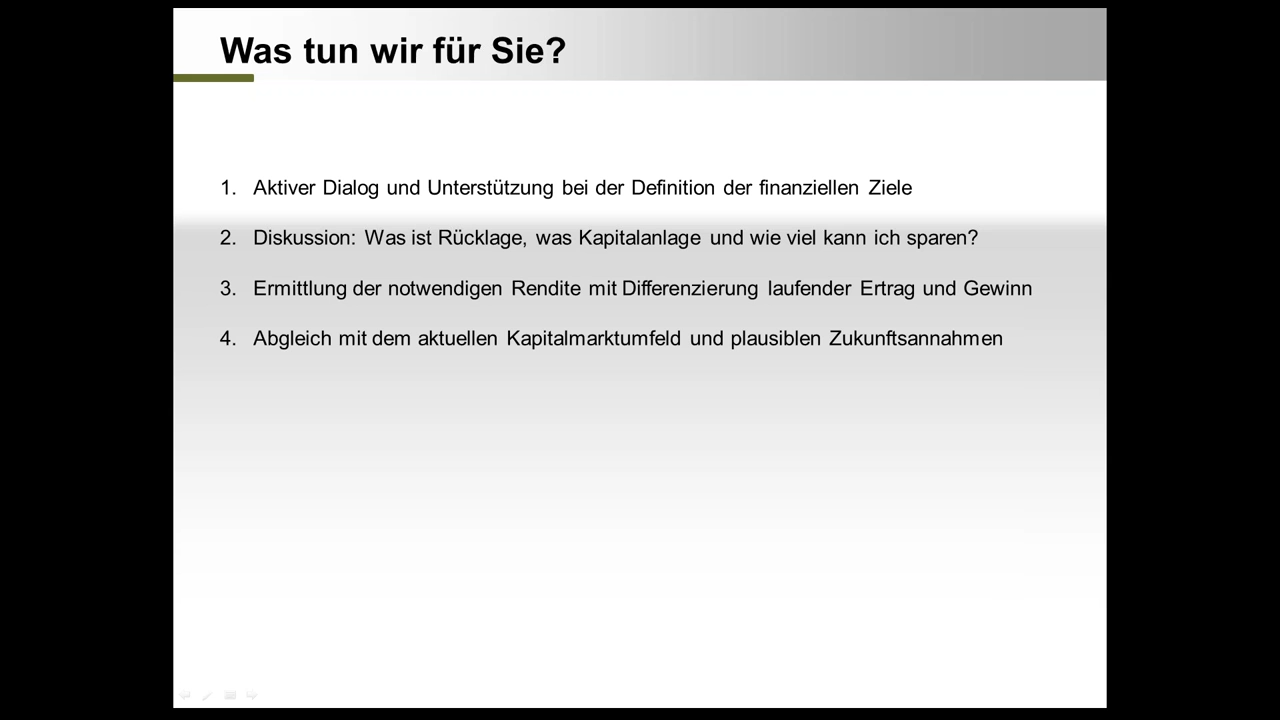 Was tun wir für Sie?
1. Aktiver Dialog und Unterstützung bei der Definition der finanziellen Ziele
2. Diskussion: Was ist Rücklage, was Kapitalanlage und wie viel kann ich sparen?
3. Ermittlung der notwendigen Rendite mit Differenzierung laufender Ertrag und Gewinn
4. Abgleich mit dem aktuellen Kapitalmarktumfeld und plausiblen Zukunftsannahmen